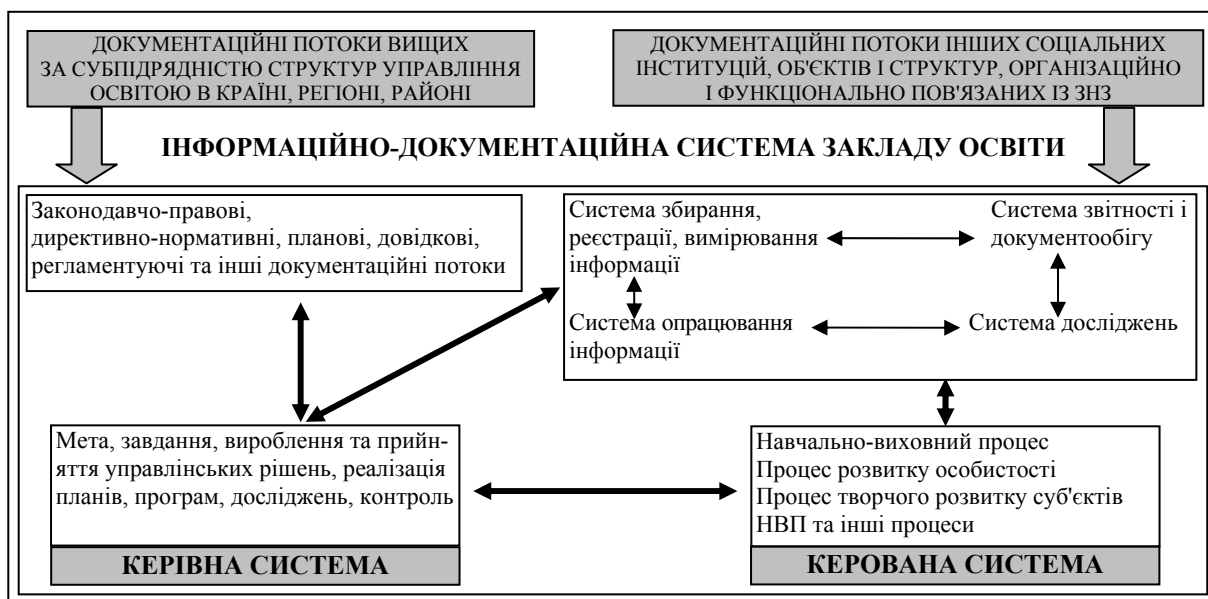 ДОКУМЕНТАЦІЙНІ ПОТОКИ ВИЩИХ
ЗА СУБПІДРЯДНІСТЮ СТРУКТУР УПРАВЛІННЯ
ОСВІТОЮ В КРАЇНІ, РЕГІОНІ, РАЙОНІ
ДОКУМЕНТАЦІЙНІ ПОТОКИ ІНШИХ СОЦІАЛЬНИХ
ІНСТИТУЦІЙ, ОБ'ЄКТІВ І СТРУКТУР, ОРГАНІЗАЦІЙНО
І ФУНКЦІОНАЛЬНО ПОВ'ЯЗАНИХ ІЗ ЗНЗ
ІНФОРМАЦІЙНО-ДОКУМЕНТАЦІЙНА СИСТЕМА ЗАКЛАДУ ОСВІТИ
Законодавчо-правові,
директивно-нормативні, планові, довідкові,
регламентуючі та інші документаційні потоки
Система збирання,
реєстрації, вимірювання
інформації
Система звітності і
документообігу
Система опрацювання
інформації
Система досліджень
Мета, завдання, вироблення та прийн-
яття управлінських рішень, реалізація
планів, програм, досліджень, контроль
КЕРІВНА СИСТЕМА
Навчально-виховний процес
Процес розвитку особистості
Процес творчого розвитку суб'єктів
НВП та інші процеси
КЕРОВАНА СИСТЕМА